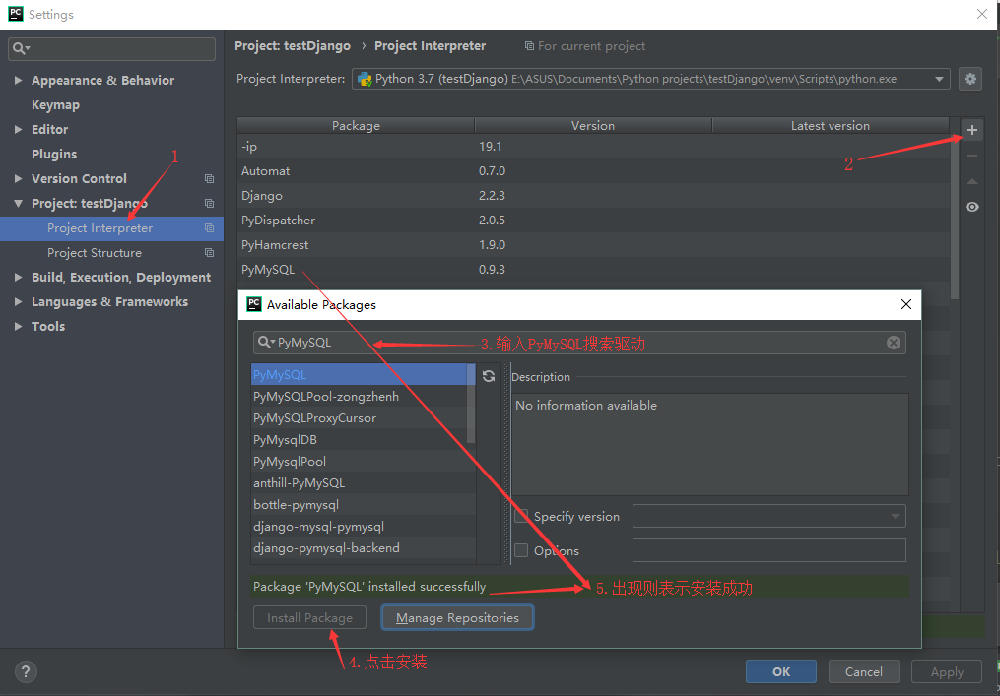 PC Settings
Project: testDjango › Project Interpreter For current project
Project Interpreter: Python 3.7 (testDjango) E:\ASUS\Documents\Python projects\testDjango\venv\Scripts\python.exe
Appearance & Behavior
Keymap
Editor
Plugins
Version Control
Project: testDjango
Project Interpreter
Project Structure
Build, Execution, Deployment
Languages & Frameworks
Tools
1
Package Version Latest version
-ip 19.1
Automat 0.7.0
Django 2.2.3
PyDispatcher 2.0.5
PyHamcrest 1.9.0
PyMySQL 0.9.3
2
PC Available Packages
PyMySQL
3.输入PyMySQL搜索驱动
PyMySQL
PyMySQLPool-zongzhenh
PyMySQLProxyCursor
PyMysqlDB
PyMysqlPool
anthill-PyMySQL
bottle-pymysql
django-mysql-pymysql
django-pymysql-backend
Description
No information available
Specify version
Options
Package 'PyMySQL' installed successfully
5.出现则表示安装成功
Install Package Manage Repositories
4.点击安装
? OK Cancel Apply